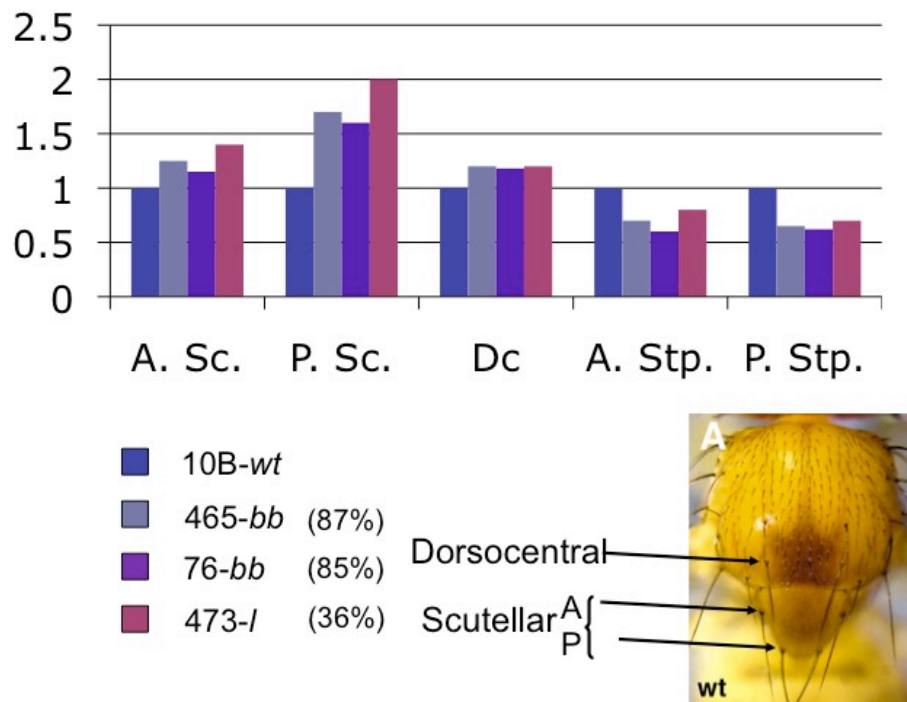 2.5
2
1.5
1
0.5
0
A. Sc. P. Sc. Dc A. Stp. P. Stp.
10B-wt
465-bb (87%)
76-bb (85%)
473-l (36%)
Dorsocentral
Scutellar A
P
A
wt